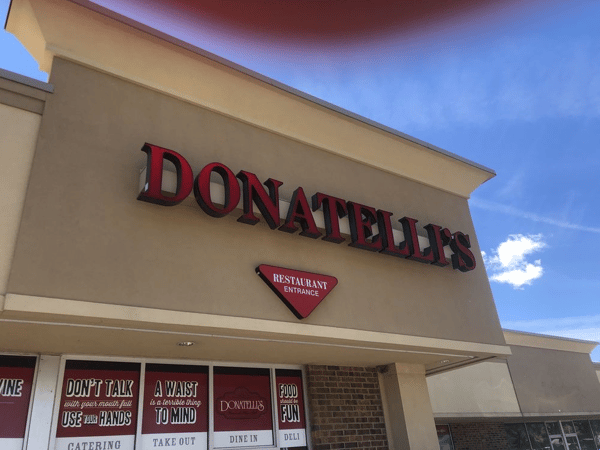 DONATELLI'S
RESTAURANT
ENTRANCE
INE
DON'T TALK
with your mouth full
USE YOUR HANDS
CATERING
A WAIST
is a terrible thing
TO MIND
TAKE OUT
DONATELLI'S
DINE IN
FOOD
should be
FUN
DELI